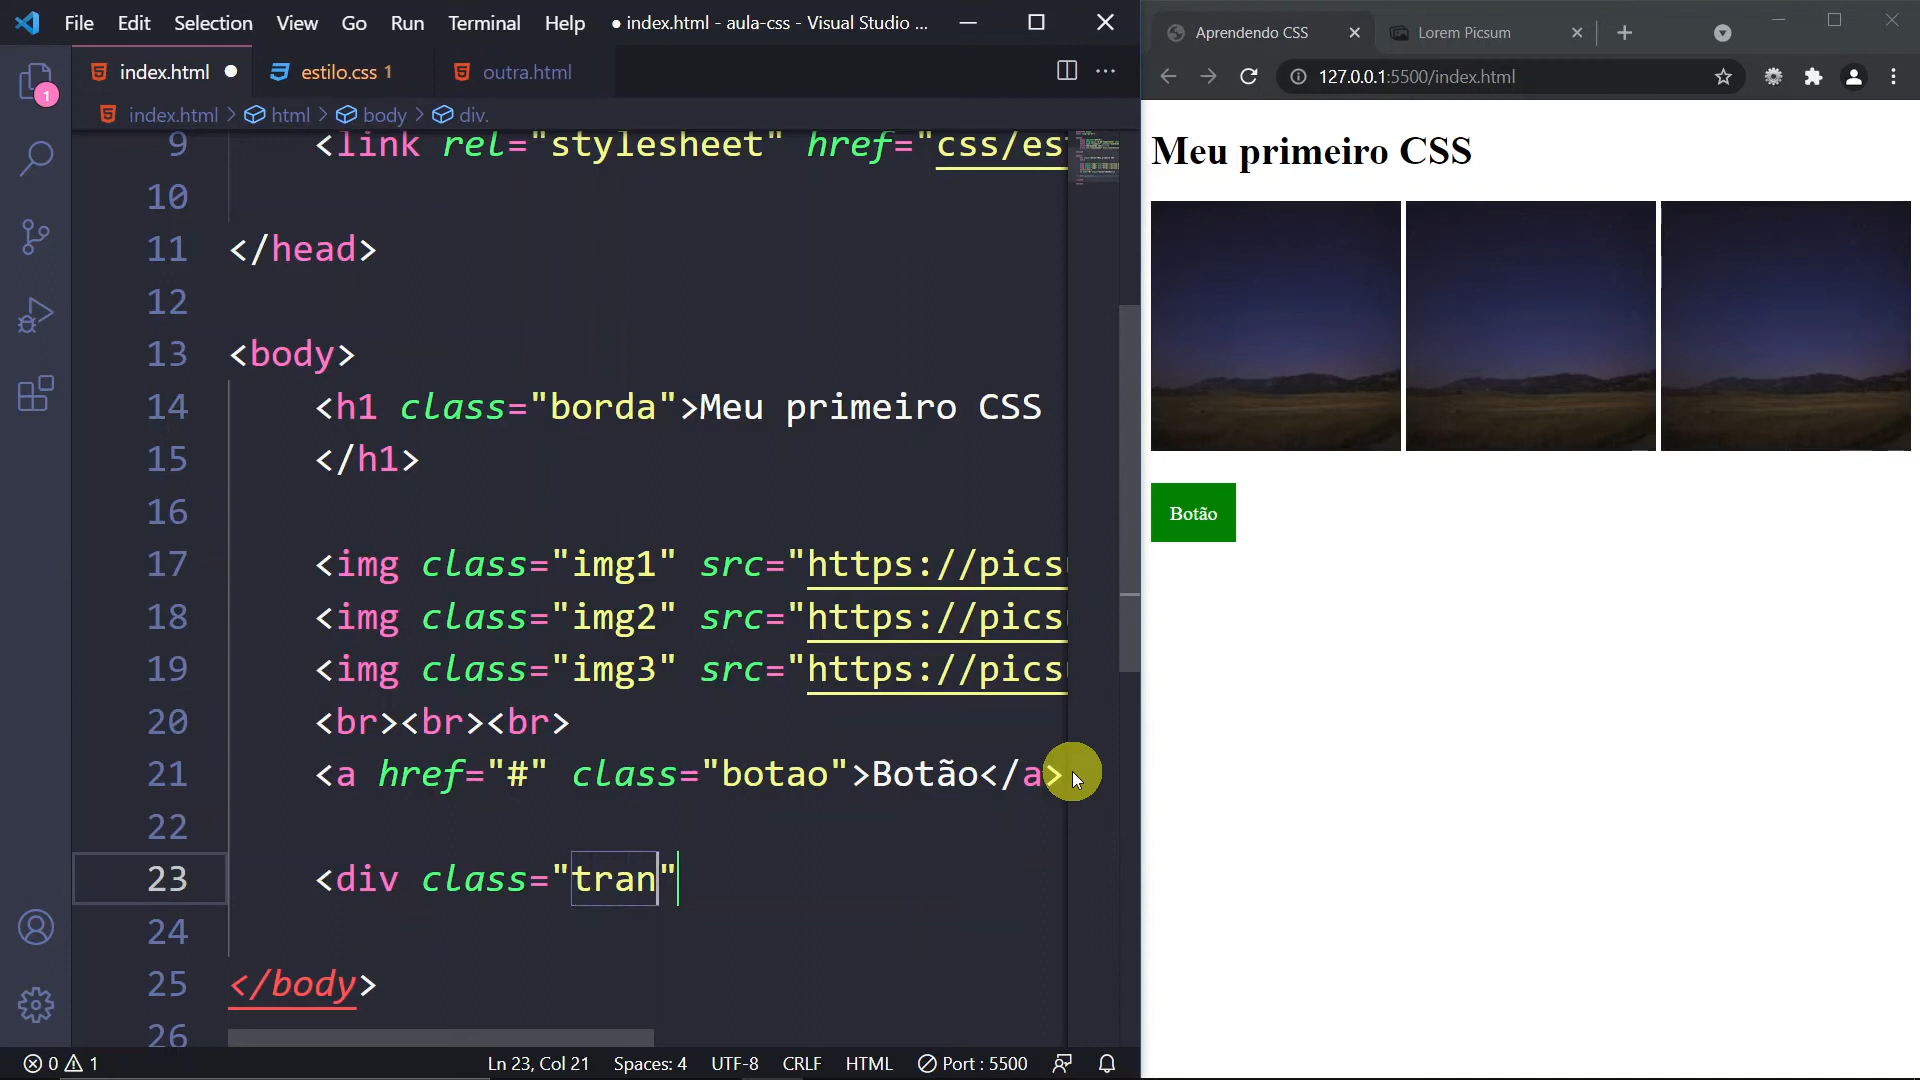 File Edit Selection View Go Run Terminal Help ● index.html - aula-css - Visual Studio ...
index.html ● estilo.css 1 outra.html
index.html > html > body > div.
1
9 <link rel="stylesheet" href="css/es
10
11 </head>
12
13 <body>
14 <h1 class="borda">Meu primeiro CSS
15 </h1>
16
17 <img class="img1" src="https://pics
18 <img class="img2" src="https://pics
19 <img class="img3" src="https://pics
20 <br><br><br>
21 <a href="#" class="botao">Botão</a>
22
23 <div class="tran"
24
25 </body>
26
0 1 Ln 23, Col 21 Spaces: 4 UTF-8 CRLF HTML Port : 5500
Aprendendo CSS Lorem Picsum
127.0.0.1:5500/index.html
Meu primeiro CSS
Botão